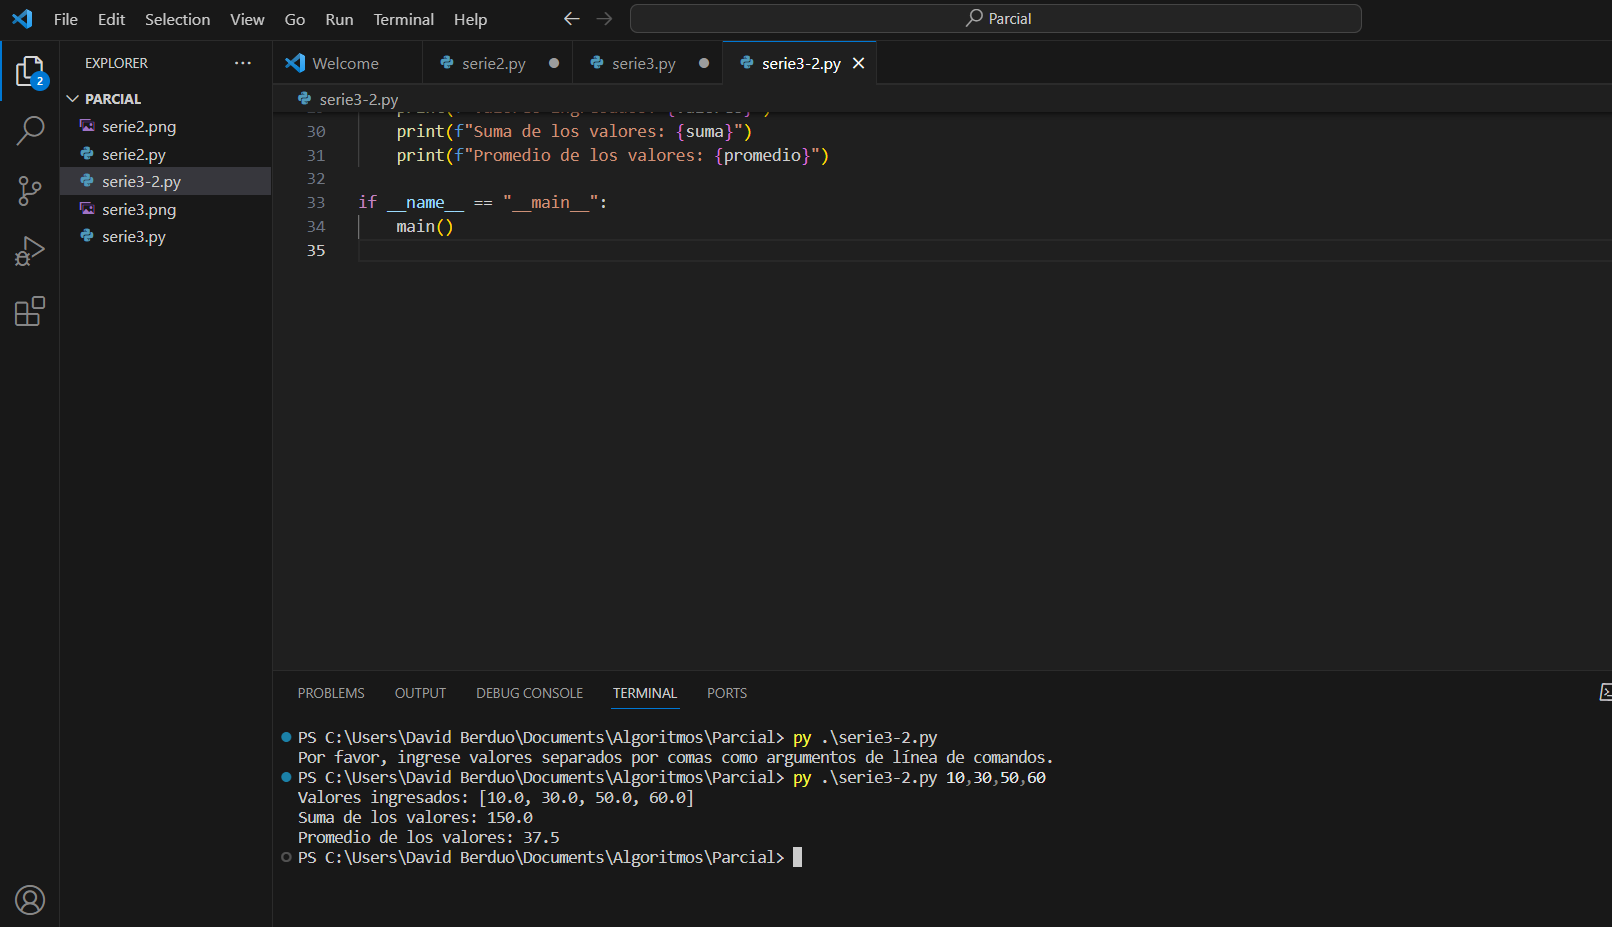 File Edit Selection View Go Run Terminal Help
Parcial
EXPLORER
2
PARCIAL
serie2.png
serie2.py
serie3-2.py
serie3.png
serie3.py
Welcome
serie2.py
serie3.py
serie3-2.py
serie3-2.py
30 print(f"Suma de los valores: {suma}")
31 print(f"Promedio de los valores: {promedio}")
32
33 if __name__ == "__main__":
34 main()
35
PROBLEMS OUTPUT DEBUG CONSOLE TERMINAL PORTS
PS C:\Users\David Berduo\Documents\Algoritmos\Parcial> py .\serie3-2.py
Por favor, ingrese valores separados por comas como argumentos de línea de comandos.
PS C:\Users\David Berduo\Documents\Algoritmos\Parcial> py .\serie3-2.py 10,30,50,60
Valores ingresados: [10.0, 30.0, 50.0, 60.0]
Suma de los valores: 150.0
Promedio de los valores: 37.5
PS C:\Users\David Berduo\Documents\Algoritmos\Parcial>